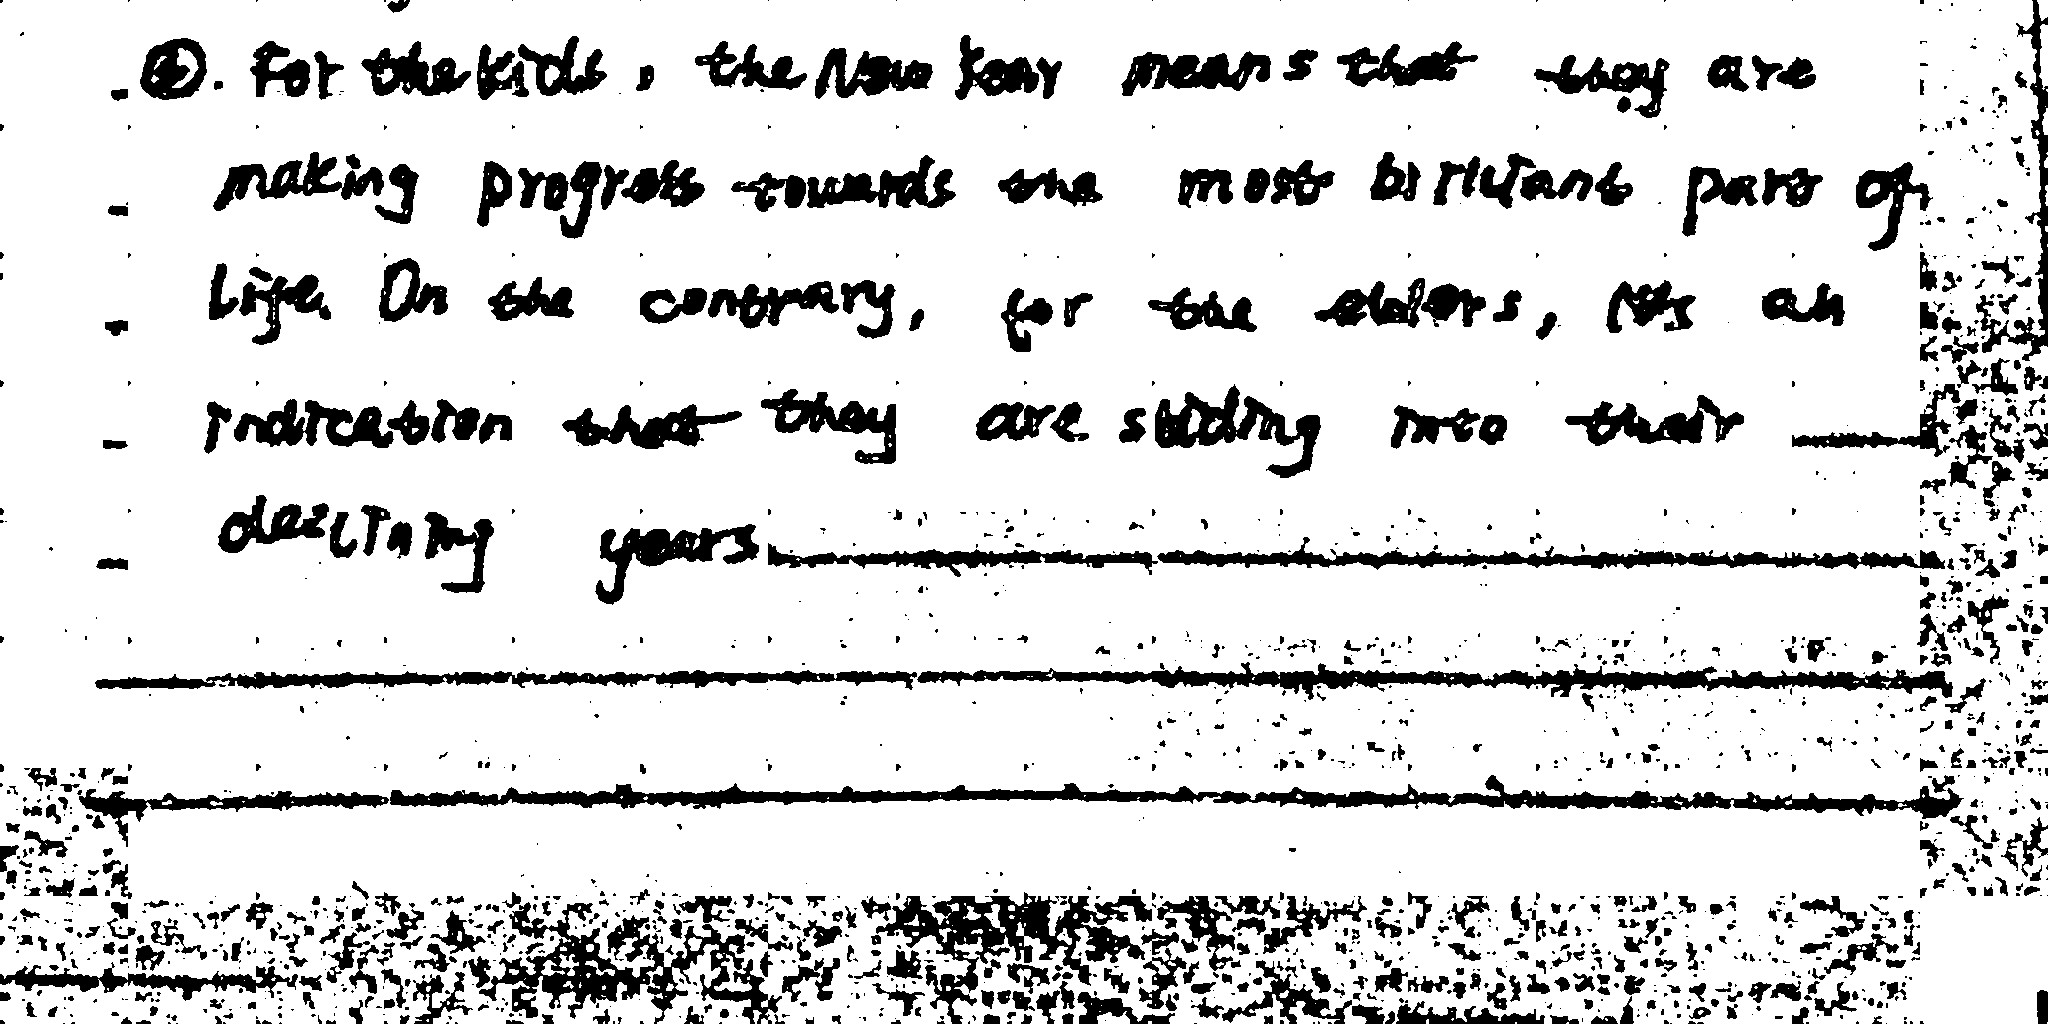 ④. For the kids, the New Year means that they are
making progress towards the most briliant part of
life. On the contrary, for the elders, it's an
indication that they are sliding into their
declining years